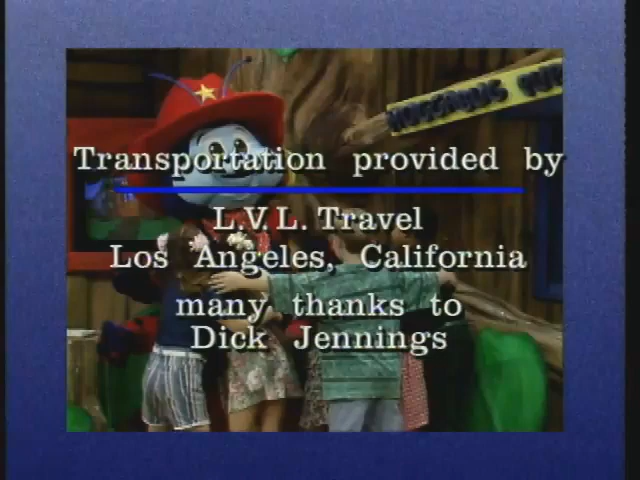 Transportation provided by
L.V.L. Travel
Los Angeles, California
many thanks to
Dick Jennings